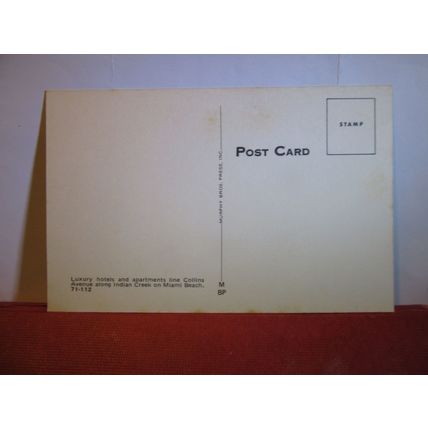 STAMP
POST CARD
MURPHY BROS. PRESS, INC.
Luxury hotels and apartments line Collins
Avenue along Indian Creek on Miami Beach.
71-112
M
BP